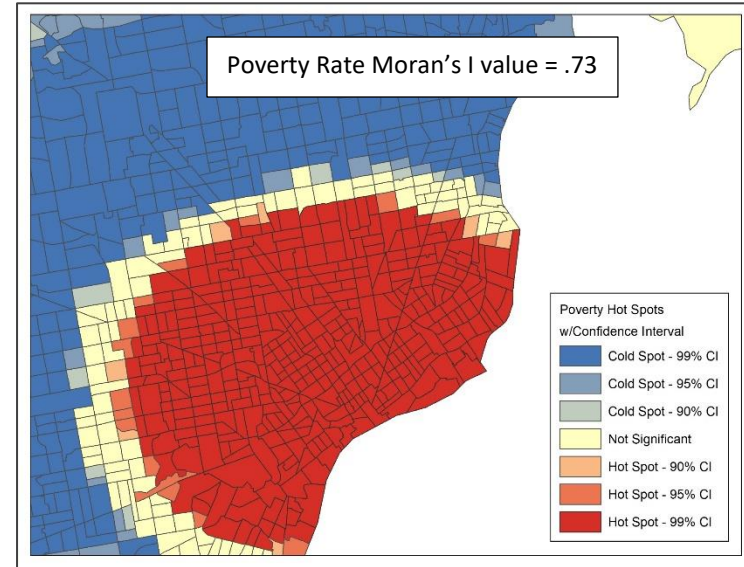 Poverty Rate Moran’s I value = .73
Poverty Hot Spots
w/Confidence Interval
Cold Spot - 99% CI
Cold Spot - 95% CI
Cold Spot - 90% CI
Not Significant
Hot Spot - 90% CI
Hot Spot - 95% CI
Hot Spot - 99% CI